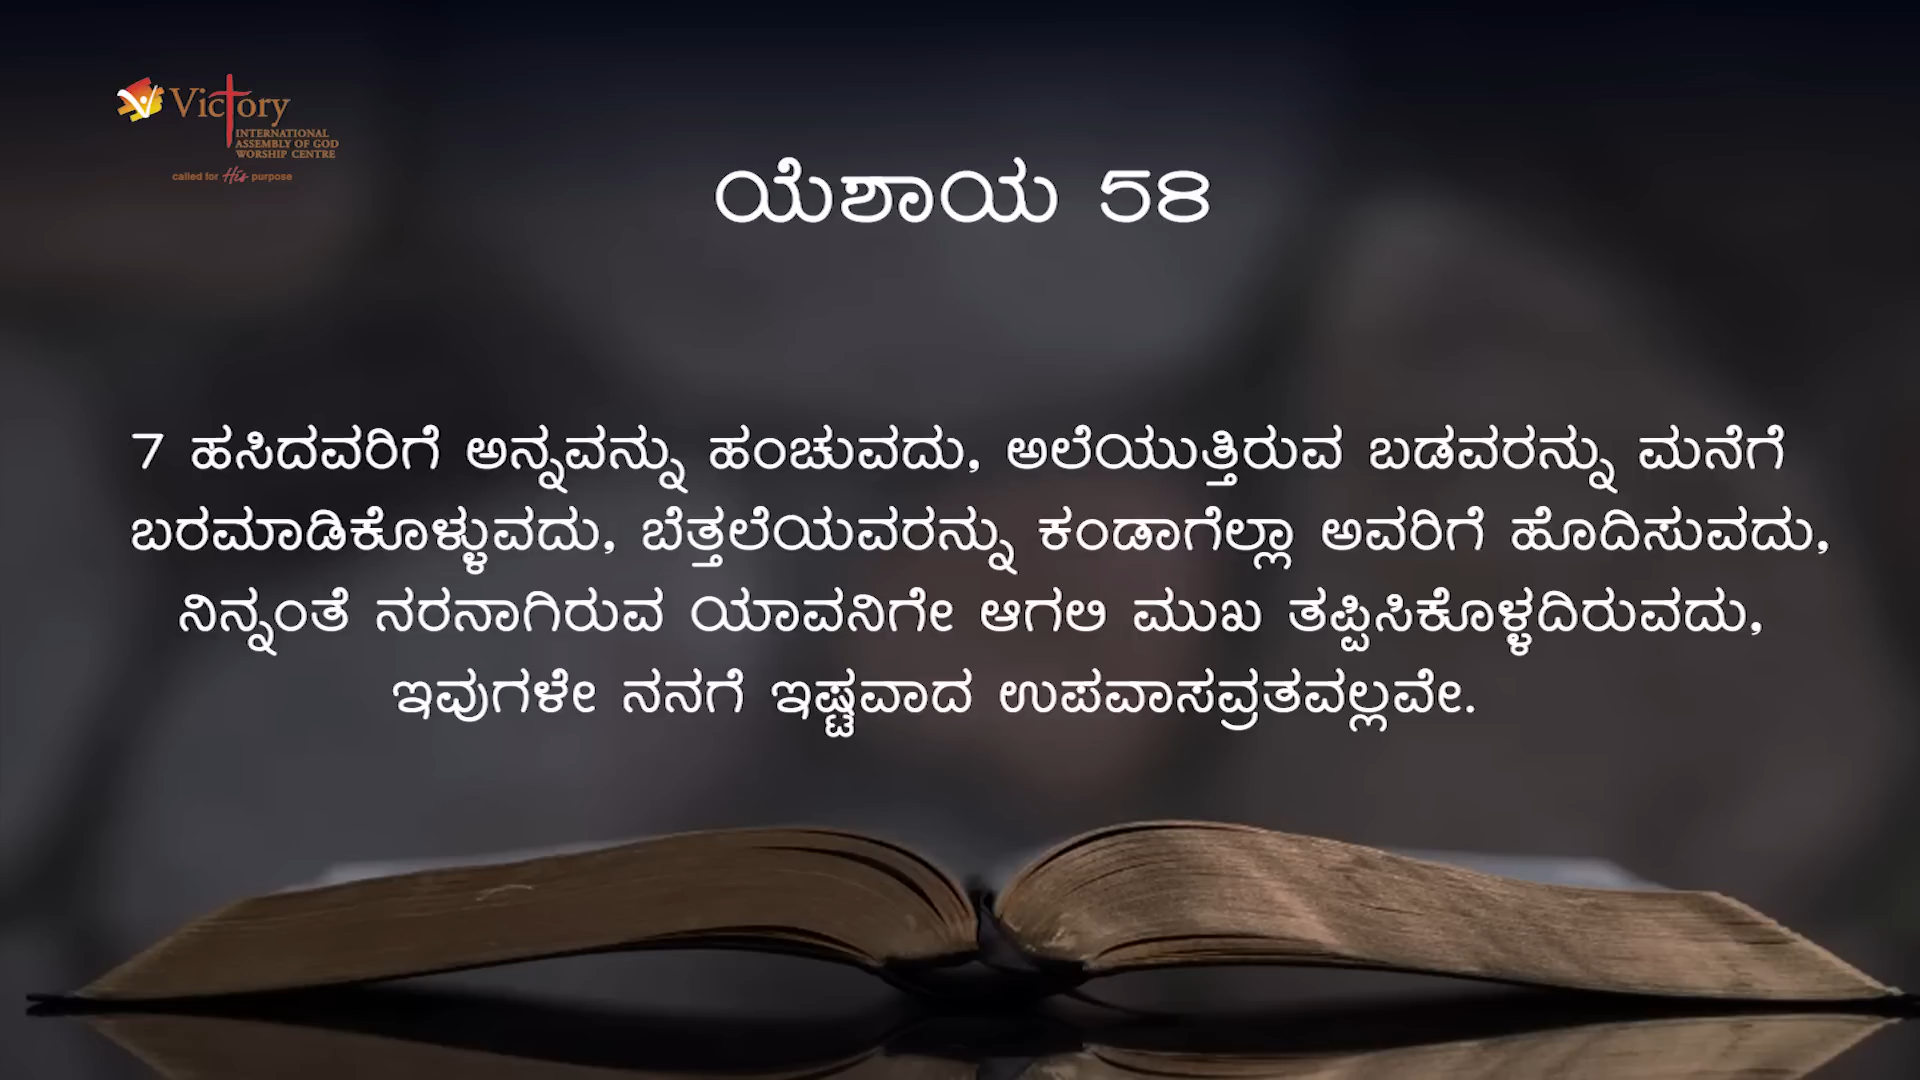 Victory
INTERNATIONAL
ASSEMBLY OF GOD
WORSHIP CENTRE
called for His purpose
ಯೆಶಾಯ 58
7 ಹಸಿದವರಿಗೆ ಅನ್ನವನ್ನು ಹಂಚುವದು, ಅಲೆಯುತ್ತಿರುವ ಬಡವರನ್ನು ಮನೆಗೆ
ಬರಮಾಡಿಕೊಳ್ಳುವದು, ಬೆತ್ತಲೆಯವರನ್ನು ಕಂಡಾಗೆಲ್ಲಾ ಅವರಿಗೆ ಹೊದಿಸುವದು,
ನಿನ್ನಂತೆ ನರನಾಗಿರುವ ಯಾವನಿಗೇ ಆಗಲಿ ಮುಖ ತಪ್ಪಿಸಿಕೊಳ್ಳದಿರುವದು,
ಇವುಗಳೇ ನನಗೆ ಇಷ್ಟವಾದ ಉಪವಾಸವ್ರತವಲ್ಲವೇ.